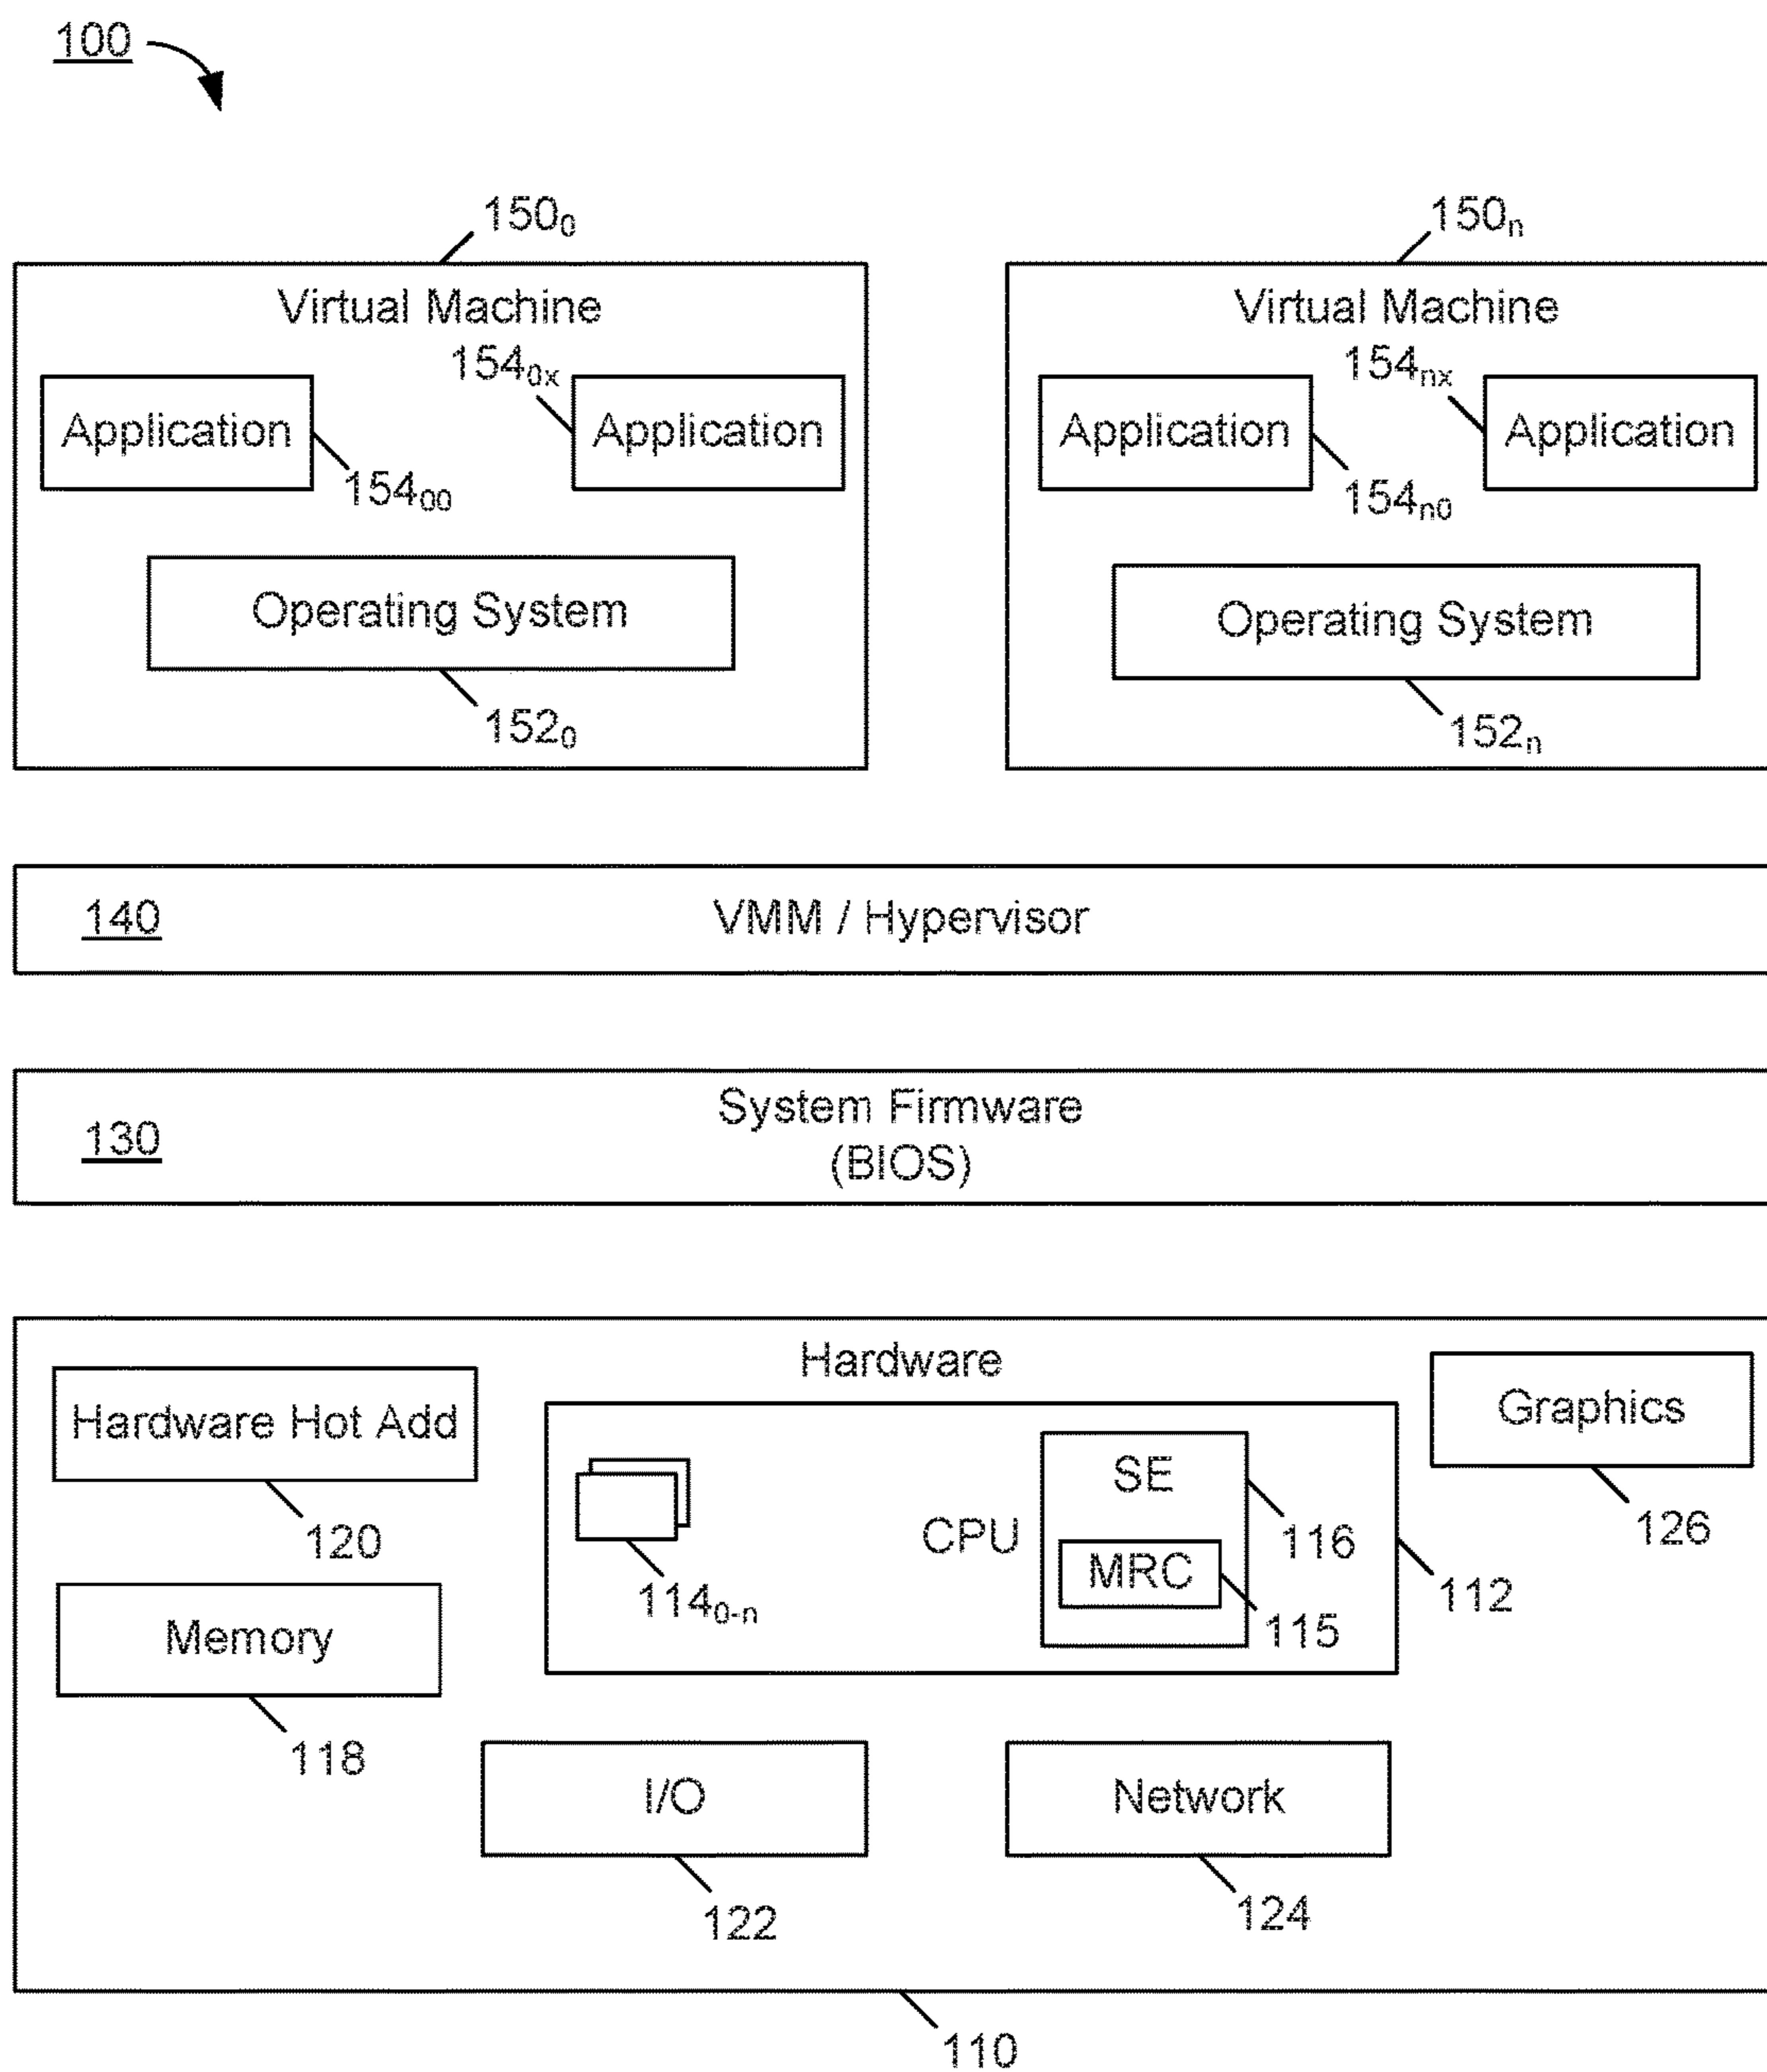 100
150₀
150ₙ
Virtual Machine
Virtual Machine
154₀ₓ
154ₙₓ
Application
Application
Application
Application
154₀₀
154ₙ₀
Operating System
Operating System
152₀
152ₙ
140
VMM / Hypervisor
System Firmware
130
(BIOS)
Hardware
Hardware Hot Add
Graphics
SE
CPU
120
116
126
MRC
114₀₋ₙ
112
Memory
115
118
I/O
Network
122
124
110